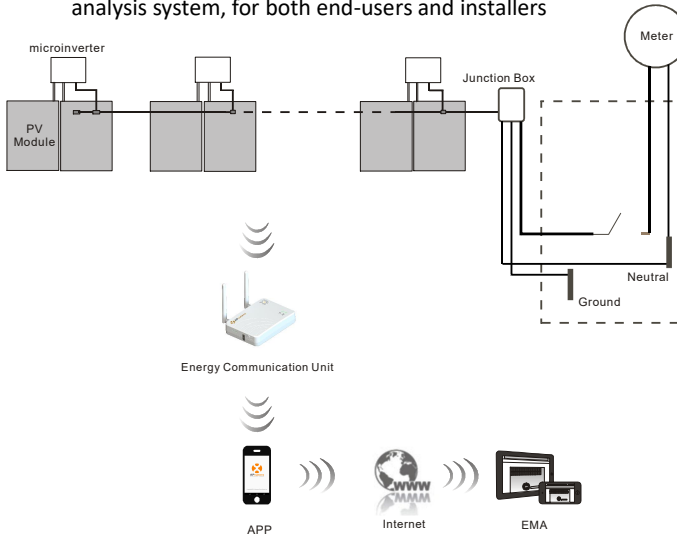 analysis system, for both end-users and installers
Meter
microinverter
Junction Box
PV
Module
Neutral
Ground
Energy Communication Unit
WWW
APP
Internet
EMA